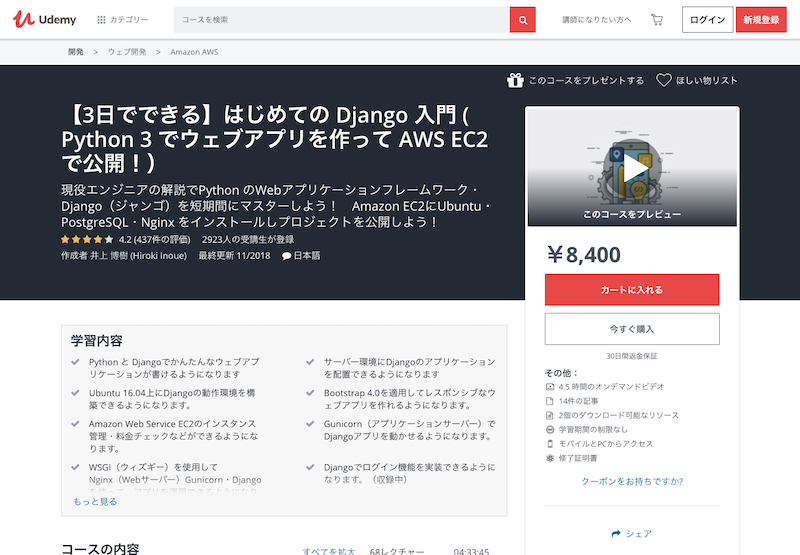 Udemy
カテゴリー
コースを検索
講師になりたい方へ
ログイン
新規登録
開発 > ウェブ開発 > Amazon AWS
このコースをプレゼントする
ほしい物リスト
【3日でできる】はじめての Django 入門 (
Python 3 でウェブアプリを作って AWS EC2
で公開！）
現役エンジニアの解説でPython のWebアプリケーションフレームワーク・
Django（ジャンゴ）を短期間にマスターしよう！　Amazon EC2にUbuntu・
PostgreSQL・Nginx をインストールしプロジェクトを公開しよう！
4.2 (437件の評価) 2923人の受講生が登録
作成者 井上 博樹 (Hiroki Inoue) 最終更新 11/2018 日本語
このコースをプレビュー
￥8,400
カートに入れる
今すぐ購入
30日間返金保証
その他：
4.5 時間のオンデマンドビデオ
14件の記事
2個のダウンロード可能なリソース
学習期間の制限なし
モバイルとPCからアクセス
修了証明書
クーポンをお持ちですか?
シェア
学習内容
Python と Djangoでかんたんなウェブアプ
リケーションが書けるようになります
Ubuntu 16.04上にDjangoの動作環境を構
築できるようになります。
Amazon Web Service EC2のインスタンス
管理・料金チェックなどができるようにな
ります。
WSGI（ウィズギー）を使用して
Nginx（Webサーバー）Gunicorn・Django
を使って、アプリを運用できるようになり
サーバー環境にDjangoのアプリケーション
を配置できるようになります
Bootstrap 4.0を適用してレスポンシブなウ
ェブアプリを作れるようになります。
Gunicorn（アプリケーションサーバー）で
Djangoアプリを動かせるようになります。
Djangoでログイン機能を実装できるように
なります。（収録中）
もっと見る
コースの内容
すべてを拡大 68レクチャー 04:33:45